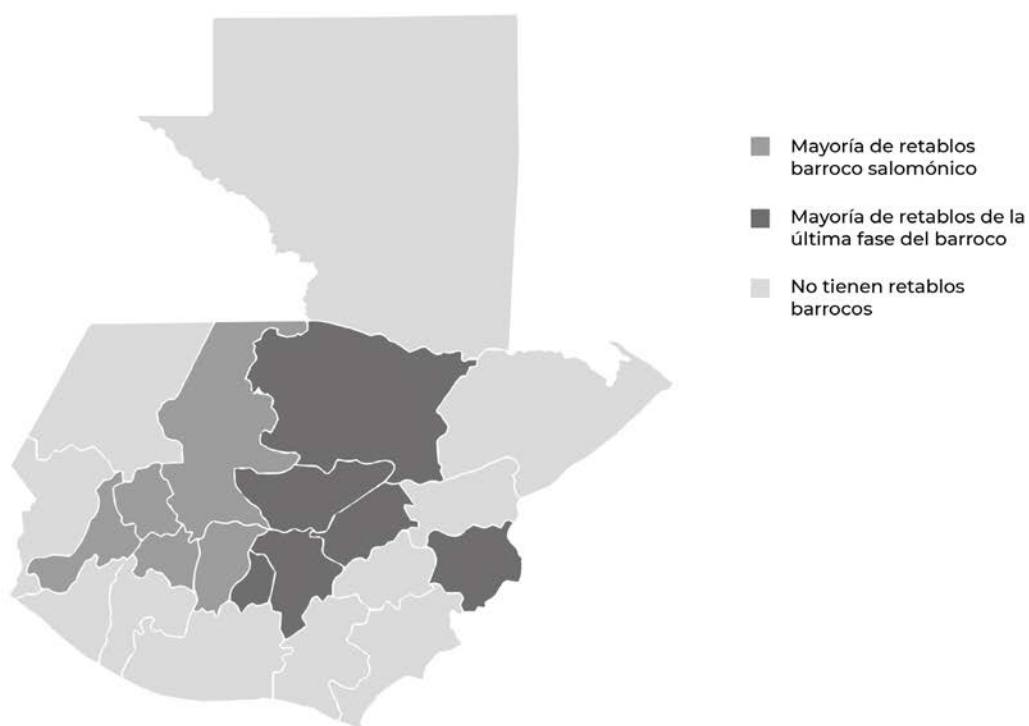 Mayoría de retablos
barroco salomónico
Mayoría de retablos de la
última fase del barroco
No tienen retablos
barrocos